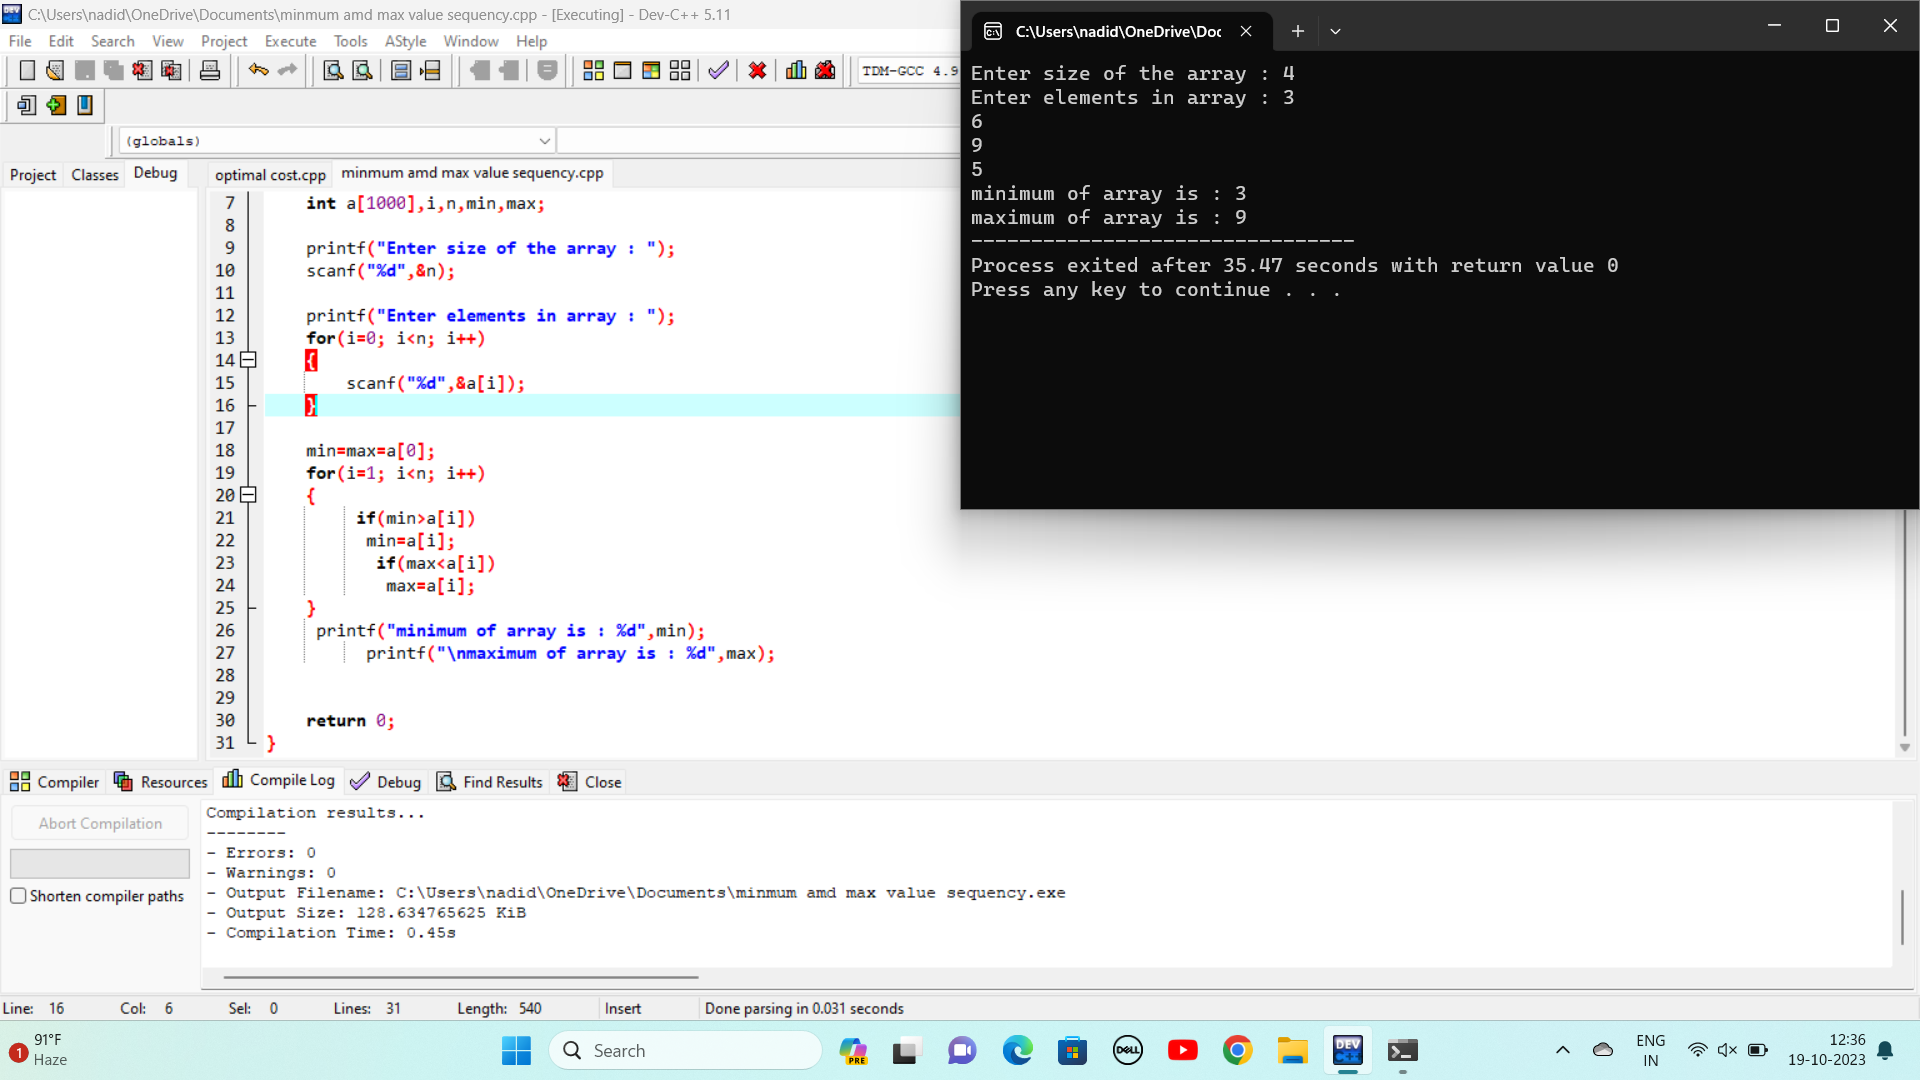 C:\Users\nadid\OneDrive\Documents\minmum amd max value sequency.cpp - [Executing] - Dev-C++ 5.11
File Edit Search View Project Execute Tools AStyle Window Help
TDM-GCC 4.9
(globals)
Project Classes Debug
optimal cost.cpp minmum amd max value sequency.cpp
7 int a[1000],i,n,min,max;
8
9 printf("Enter size of the array : ");
10 scanf("%d",&n);
11
12 printf("Enter elements in array : ");
13 for(i=0; i<n; i++)
14 {
15 scanf("%d",&a[i]);
16 }
17
18 min=max=a[0];
19 for(i=1; i<n; i++)
20 {
21 if(min>a[i])
22 min=a[i];
23 if(max<a[i])
24 max=a[i];
25 }
26 printf("minimum of array is : %d",min);
27 printf("\nmaximum of array is : %d",max);
28
29
30 return 0;
31 }
C:\Users\nadid\OneDrive\Doc
Enter size of the array : 4
Enter elements in array : 3
6
9
5
minimum of array is : 3
maximum of array is : 9
--------------------------------
Process exited after 35.47 seconds with return value 0
Press any key to continue . . .
Compiler Resources Compile Log Debug Find Results Close
Abort Compilation
Shorten compiler paths
Compilation results...
--------
- Errors: 0
- Warnings: 0
- Output Filename: C:\Users\nadid\OneDrive\Documents\minmum amd max value sequency.exe
- Output Size: 128.634765625 KiB
- Compilation Time: 0.45s
Line: 16 Col: 6 Sel: 0 Lines: 31 Length: 540 Insert Done parsing in 0.031 seconds
1
91°F
Haze
Search
PRE
DELL
DEV C++
ENG
IN
12:36
19-10-2023